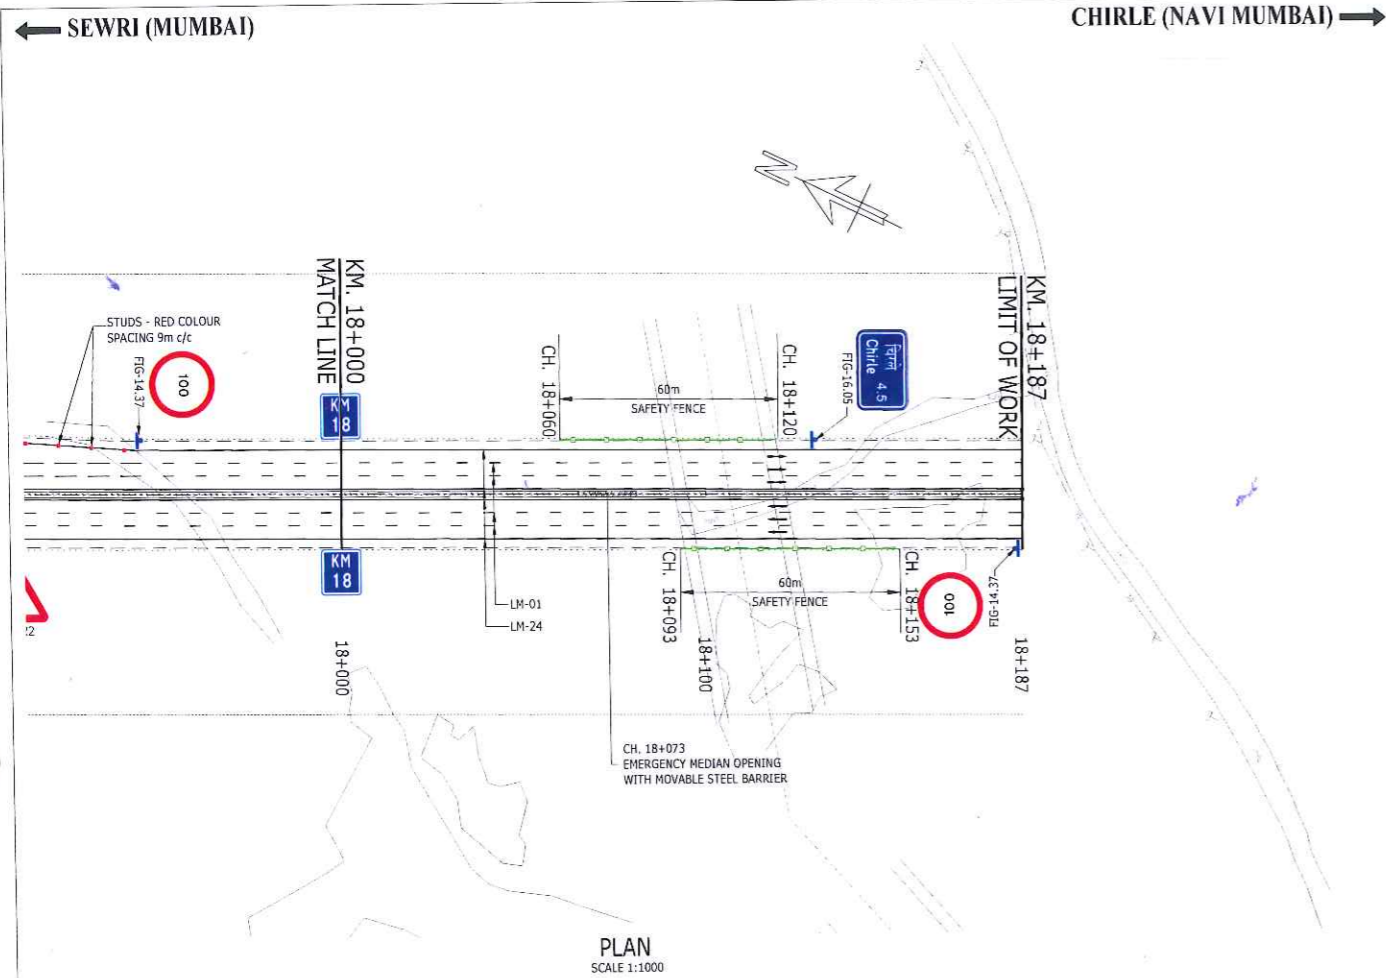 SEWRI (MUMBAI)
CHIRLE (NAVI MUMBAI)
N
KM. 18+000
MATCH LINE
KM. 18+187
LIMIT OF WORK
STUDS - RED COLOUR
SPACING 9m c/c
FIG-14.37
100
KM
18
CH. 18+060
60m
SAFETY FENCE
CH. 18+120
FIG-16.05
चिर्ले
Chirle 4.5
KM
18
LM-01
LM-24
CH. 18+093
60m
SAFETY FENCE
CH. 18+153
100
FIG-14.37
22
18+000
18+100
18+187
CH. 18+073
EMERGENCY MEDIAN OPENING
WITH MOVABLE STEEL BARRIER
PLAN
SCALE 1:1000